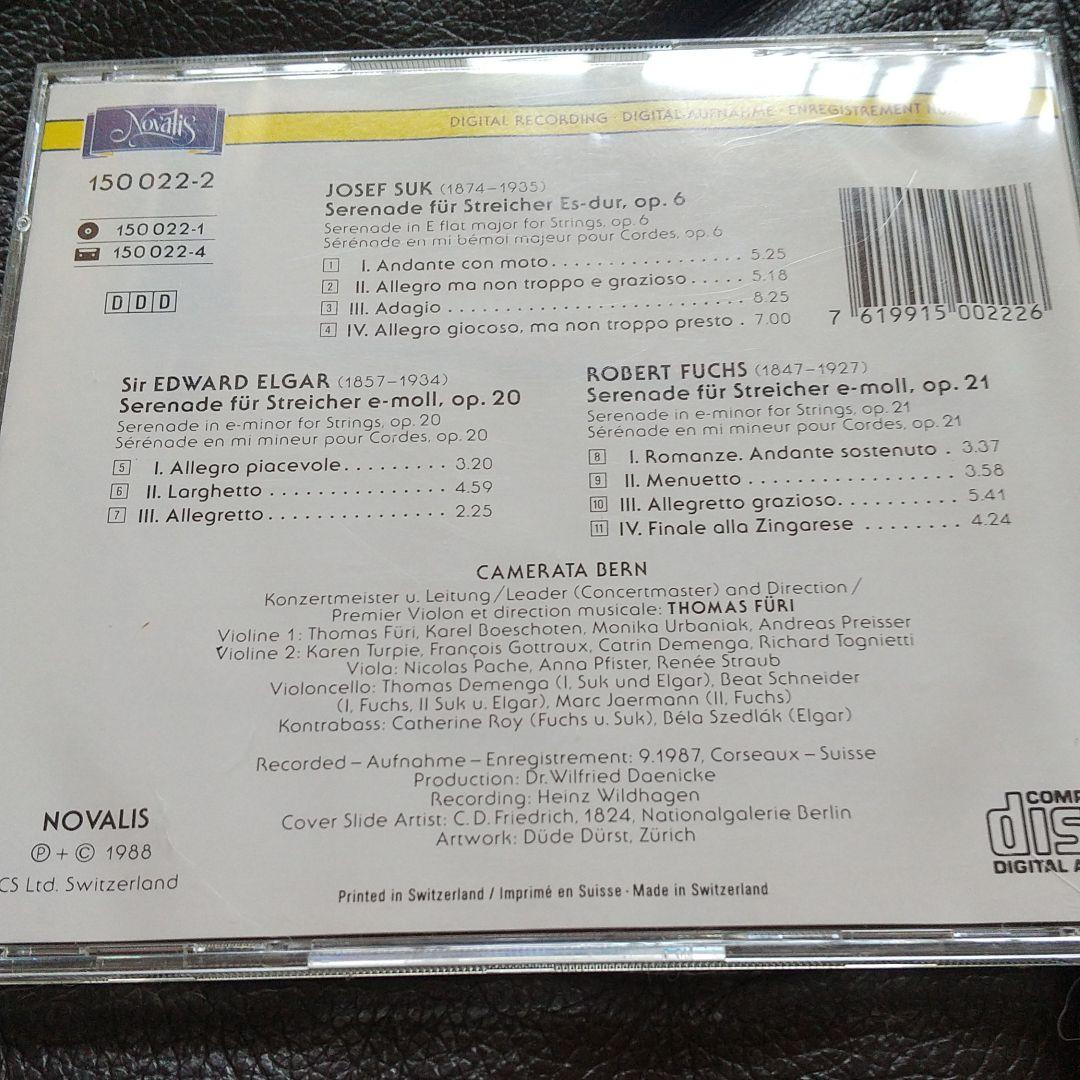 Novalis
DIGITAL RECORDING · DIGITAL-AUFNAHME · ENREGISTREMENT
150 022-2
150 022-1
150 022-4
D D D
JOSEF SUK (1874–1935)
Serenade für Streicher Es-dur, op. 6
Serenade in E flat major for Strings, op. 6
Sérénade en mi bémol majeur pour Cordes, op. 6
1 I. Andante con moto. . . . . . . . . . . . . . . . . 5.25
2 II. Allegro ma non troppo e grazioso . . . . . 5.18
3 III. Adagio . . . . . . . . . . . . . . . . . . . . . . . . . 8.25
4 IV. Allegro giocoso, ma non troppo presto . 7.00
7 619915 002226
Sir EDWARD ELGAR (1857–1934)
Serenade für Streicher e-moll, op. 20
Serenade in e-minor for Strings, op. 20
Sérénade en mi mineur pour Cordes, op. 20
5 I. Allegro piacevole. . . . . . . . . 3.20
6 II. Larghetto . . . . . . . . . . . . . . . 4.59
7 III. Allegretto. . . . . . . . . . . . . . . 2.25
ROBERT FUCHS (1847–1927)
Serenade für Streicher e-moll, op. 21
Serenade in e-minor for Strings, op. 21
Sérénade en mi mineur pour Cordes, op. 21
8 I. Romanze. Andante sostenuto . 3.37
9 II. Menuetto . . . . . . . . . . . . . . . . . 3.58
10 III. Allegretto grazioso. . . . . . . . . . 5.41
11 IV. Finale alla Zingarese . . . . . . . . 4.24
CAMERATA BERN
Konzertmeister u. Leitung/Leader (Concertmaster) and Direction/
Premier Violon et direction musicale: THOMAS FÜRI
Violine 1: Thomas Füri, Karel Boeschoten, Monika Urbaniak, Andreas Preisser
Violine 2: Karen Turpie, François Gottraux, Catrin Demenga, Richard Tognietti
Viola: Nicolas Pache, Anna Pfister, Renée Straub
Violoncello: Thomas Demenga (I, Suk und Elgar), Beat Schneider
(I, Fuchs, II Suk u. Elgar), Marc Jaermann (II, Fuchs)
Kontrabass: Catherine Roy (Fuchs u. Suk), Béla Szedlák (Elgar)
Recorded – Aufnahme – Enregistrement: 9.1987, Corseaux – Suisse
Production: Dr. Wilfried Daenicke
Recording: Heinz Wildhagen
Cover Slide Artist: C. D. Friedrich, 1824, Nationalgalerie Berlin
Artwork: Düde Dürst, Zürich
NOVALIS
Ⓟ + © 1988
CS Ltd. Switzerland
Printed in Switzerland / Imprimé en Suisse · Made in Switzerland
COMP
dis
DIGITAL A